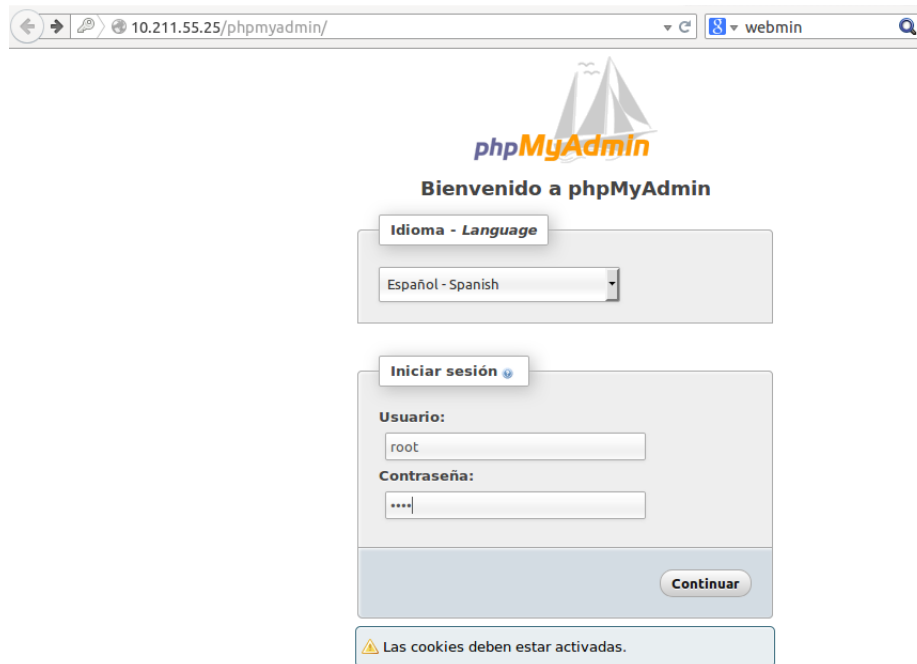 10.211.55.25/phpmyadmin/
8 webmin
phpMyAdmin
Bienvenido a phpMyAdmin
Idioma - Language
Español - Spanish
Iniciar sesión
Usuario:
root
Contraseña:
••••
Continuar
Las cookies deben estar activadas.